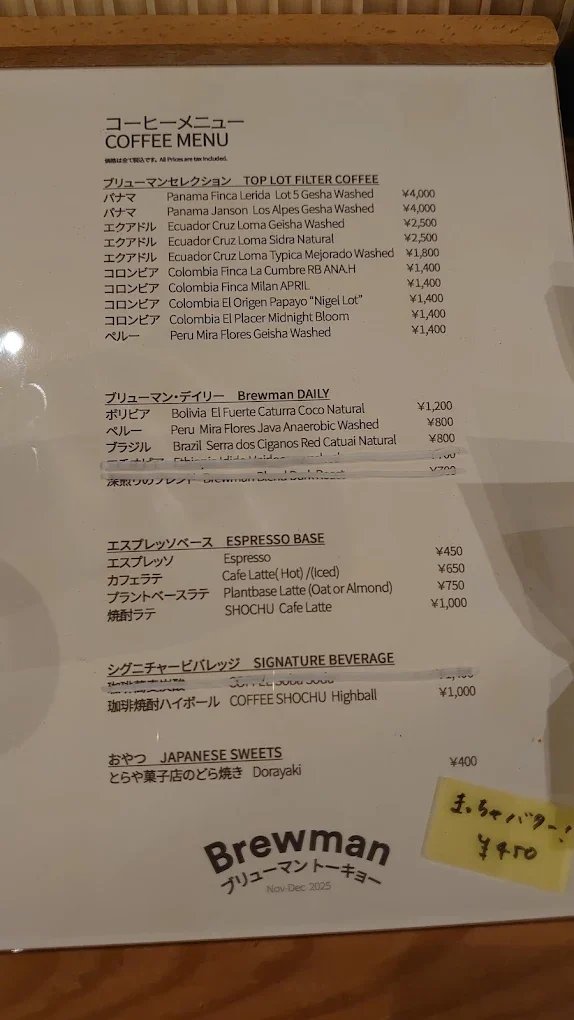 コーヒーメニュー
COFFEE MENU
価格は全て税込です。All Prices are tax included.
ブリューマンセレクション TOP LOT FILTER COFFEE
パナマ Panama Finca Lerida Lot 5 Gesha Washed ¥4,000
パナマ Panama Janson Los Alpes Gesha Washed ¥4,000
エクアドル Ecuador Cruz Loma Geisha Washed ¥2,500
エクアドル Ecuador Cruz Loma Sidra Natural ¥2,500
エクアドル Ecuador Cruz Loma Typica Mejorado Washed ¥1,800
コロンビア Colombia Finca La Cumbre RB ANA.H ¥1,400
コロンビア Colombia Finca Milan APRIL ¥1,400
コロンビア Colombia El Origen Papayo “Nigel Lot” ¥1,400
コロンビア Colombia El Placer Midnight Bloom ¥1,400
ペルー Peru Mira Flores Geisha Washed ¥1,400
ブリューマン・デイリー Brewman DAILY
ボリビア Bolivia El Fuerte Caturra Coco Natural ¥1,200
ペルー Peru Mira Flores Java Anaerobic Washed ¥800
ブラジル Brazil Serra dos Ciganos Red Catuai Natural ¥800
深煎りのブレンド Brewman Blend Dark Roast ¥700
エスプレッソベース ESPRESSO BASE
エスプレッソ Espresso ¥450
カフェラテ Cafe Latte( Hot) /(Iced) ¥650
プラントベースラテ Plantbase Latte (Oat or Almond) ¥750
焼酎ラテ SHOCHU Cafe Latte ¥1,000
シグニチャービバレッジ SIGNATURE BEVERAGE
珈琲焼酎ハイボール COFFEE SHOCHU Highball ¥1,000
おやつ JAPANESE SWEETS
とらや菓子店のどら焼き Dorayaki ¥400
まっちゃバター!
¥450
Brewman
ブリューマン トーキョー
Nov-Dec 2025